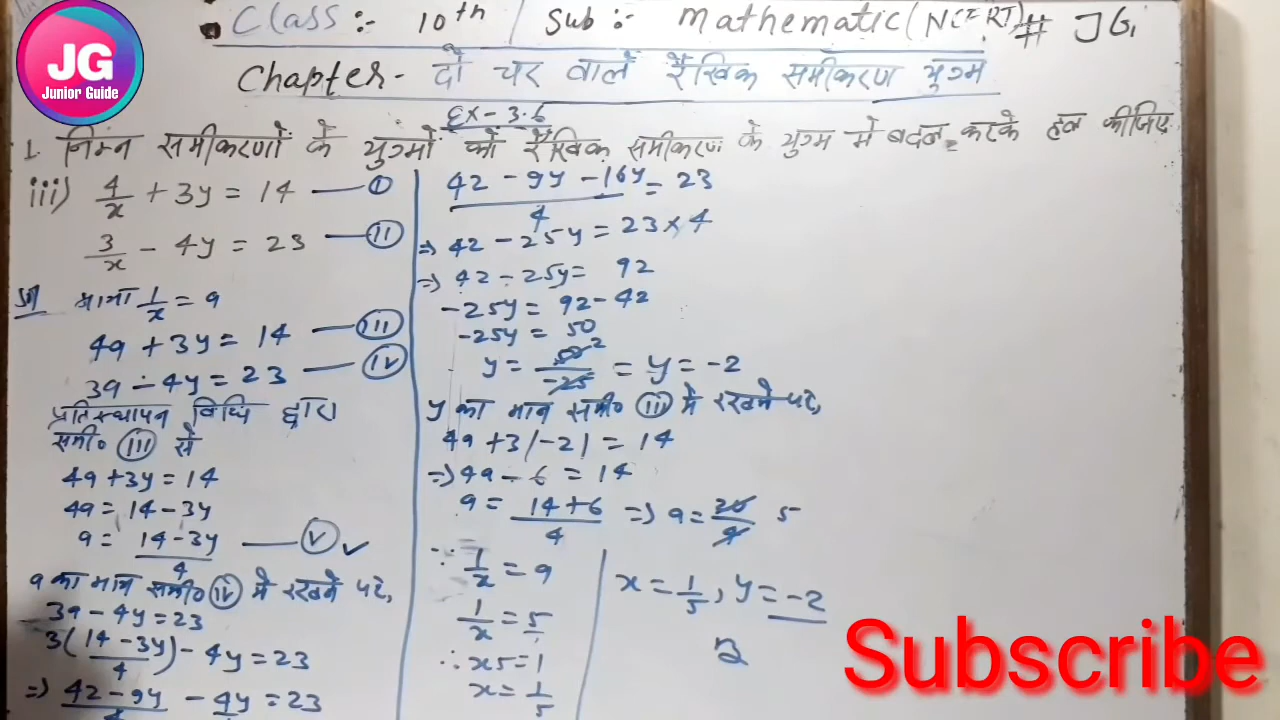 Class :- 10th / Sub :- Mathematic (NCERT) # JG,
JG
Junior Guide
Chapter - दो चर वाले रैखिक समीकरण युग्म
Ex - 3.6
1. निम्न समीकरणों के युग्मों को रैखिक समीकरण के युग्म में बदल करके हल कीजिए
iii) 4/x + 3y = 14 — (I)
3/x - 4y = 23 — (II)
माना 1/x = a
4a + 3y = 14 — (III)
3a - 4y = 23 — (IV)
प्रतिस्थापन विधि द्वारा
समी० (III) से
4a + 3y = 14
4a = 14 - 3y
a = 14 - 3y/4 — (V) ✓
a का मान समी० (IV) में रखने पर,
3a - 4y = 23
3(14 - 3y/4) - 4y = 23
⇒ 42 - 9y/4 - 4y = 23
42 - 9y - 16y/4 = 23
⇒ 42 - 25y = 23 × 4
⇒ 42 - 25y = 92
-25y = 92 - 42
-25y = 50
y = 50/-25 2 = y = -2
y का मान समी० (III) में रखने पर,
4a + 3(-2) = 14
⇒ 4a - 6 = 14
a = 14 + 6/4 ⇒ a = 20/4 5
∵ 1/x = a
1/x = 5
∴ x5 = 1
x = 1/5
x = 1/5, y = -2
Subscribe